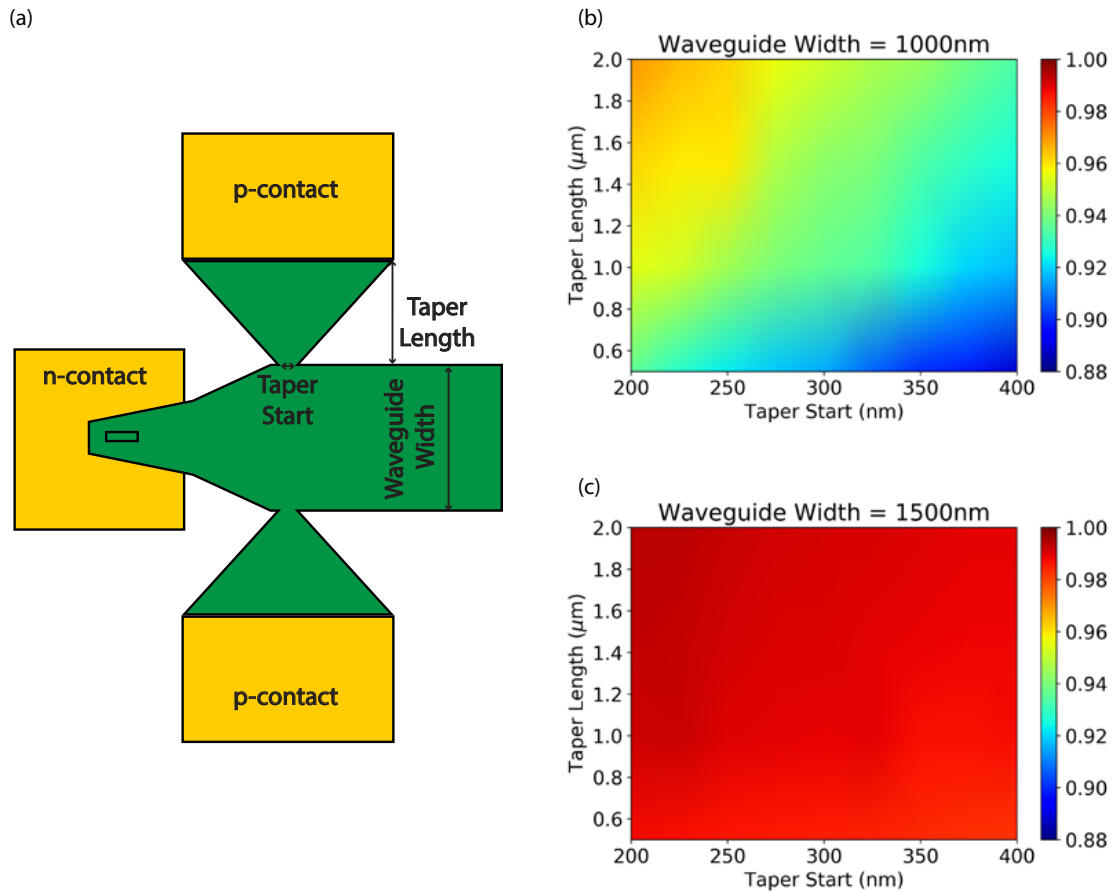 (a)
p-contact
Taper
Length
n-contact
Taper
Start
Waveguide
Width
p-contact
(b)
Waveguide Width = 1000nm
2.0
1.8
1.6
1.4
1.2
1.0
0.8
0.6
Taper Length (μm)
200
250
300
350
400
Taper Start (nm)
1.00
0.98
0.96
0.94
0.92
0.90
0.88
(c)
Waveguide Width = 1500nm
2.0
1.8
1.6
1.4
1.2
1.0
0.8
0.6
Taper Length (μm)
200
250
300
350
400
Taper Start (nm)
1.00
0.98
0.96
0.94
0.92
0.90
0.88